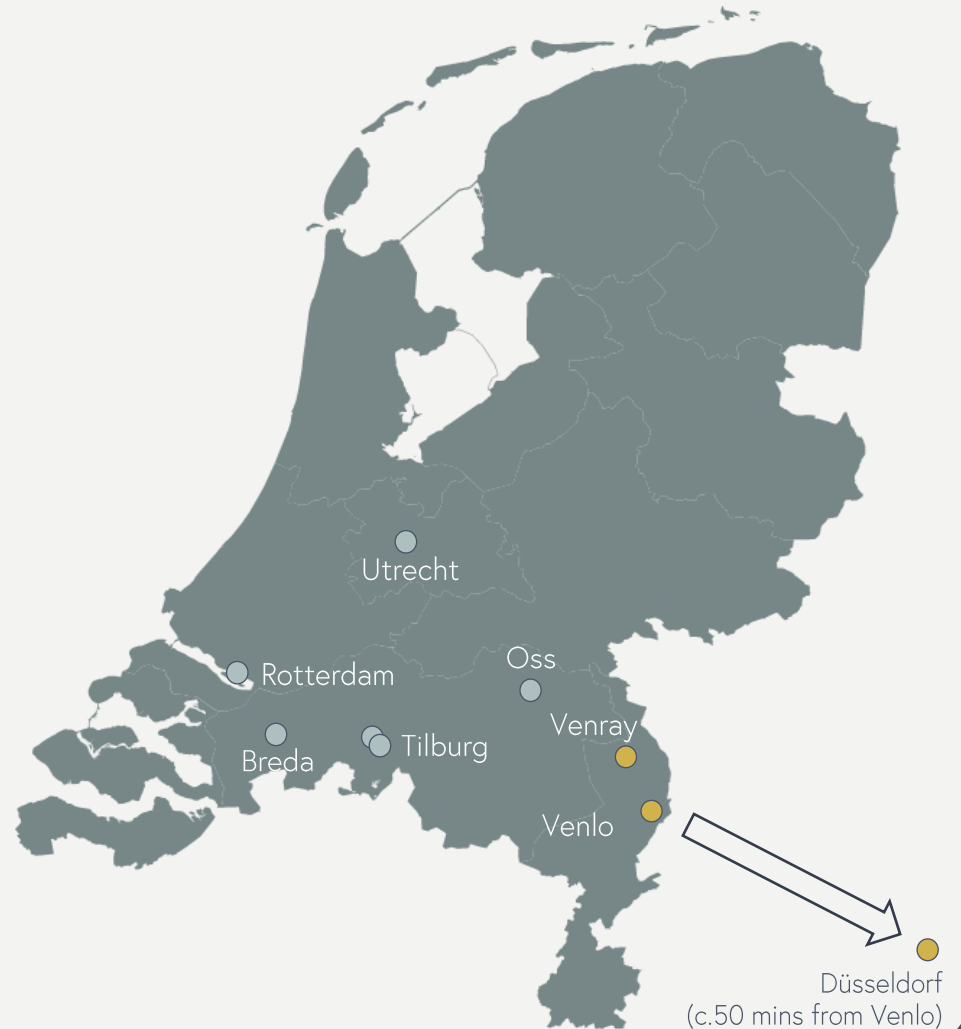 Utrecht
Oss
Rotterdam
Venray
Tilburg
Breda
Venlo
Düsseldorf
(c.50 mins from Venlo)